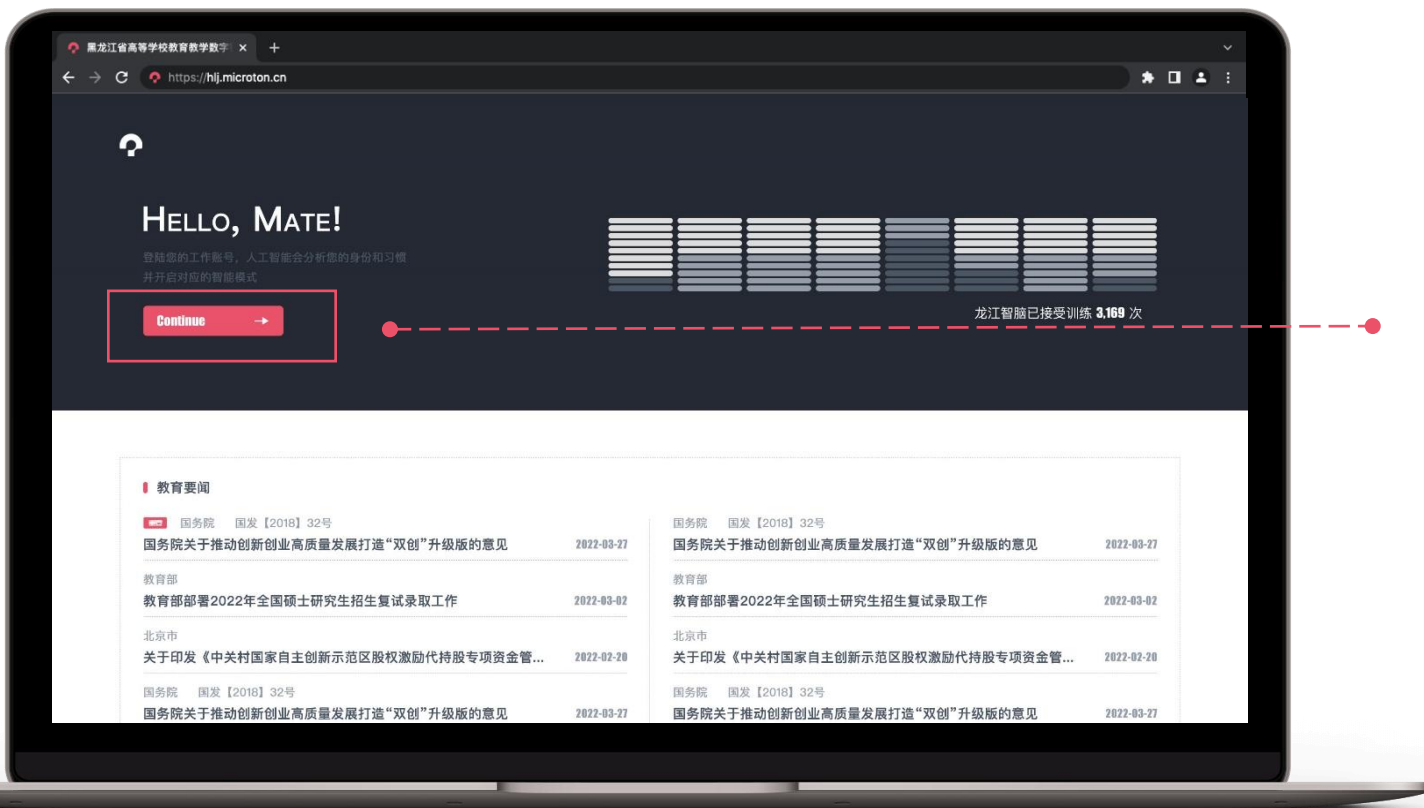 黑龙江省高等学校教育教学数字
https://hlj.microton.cn
HELLO, MATE!
登陆您的工作账号，人工智能会分析您的身份和习惯
并开启对应的智能模式
Continue
龙江智脑已接受训练 3,169 次
教育要闻
国务院 国发【2018】32号
国务院关于推动创新创业高质量发展打造“双创”升级版的意见 2022-03-27
教育部
教育部部署2022年全国硕士研究生招生复试录取工作 2022-03-02
北京市
关于印发《中关村国家自主创新示范区股权激励代持股专项资金管... 2022-02-20
国务院 国发【2018】32号
国务院关于推动创新创业高质量发展打造“双创”升级版的意见 2022-03-27
国务院 国发【2018】32号
国务院关于推动创新创业高质量发展打造“双创”升级版的意见 2022-03-27
教育部
教育部部署2022年全国硕士研究生招生复试录取工作 2022-03-02
北京市
关于印发《中关村国家自主创新示范区股权激励代持股专项资金管... 2022-02-20
国务院 国发【2018】32号
国务院关于推动创新创业高质量发展打造“双创”升级版的意见 2022-03-27